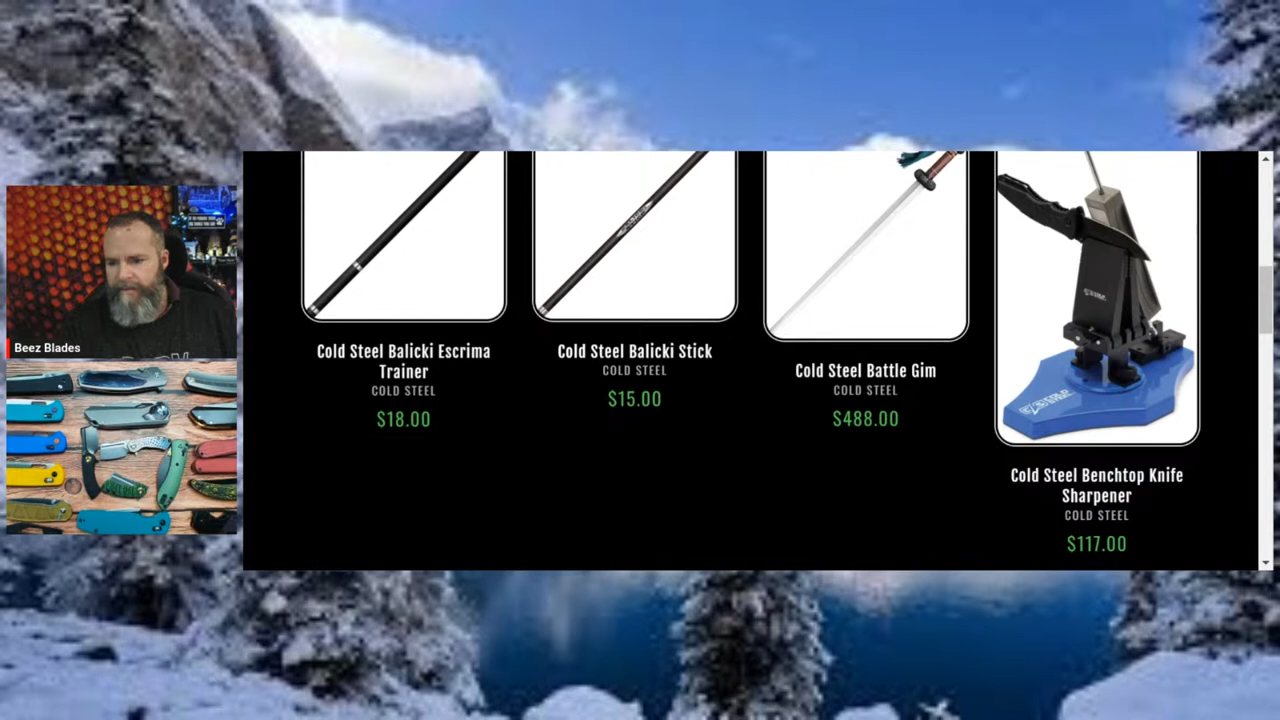 Beez Blades
Cold Steel Balicki Escrima
Trainer
COLD STEEL
$18.00
Cold Steel Balicki Stick
COLD STEEL
$15.00
Cold Steel Battle Gim
COLD STEEL
$488.00
Cold Steel Benchtop Knife
Sharpener
COLD STEEL
$117.00